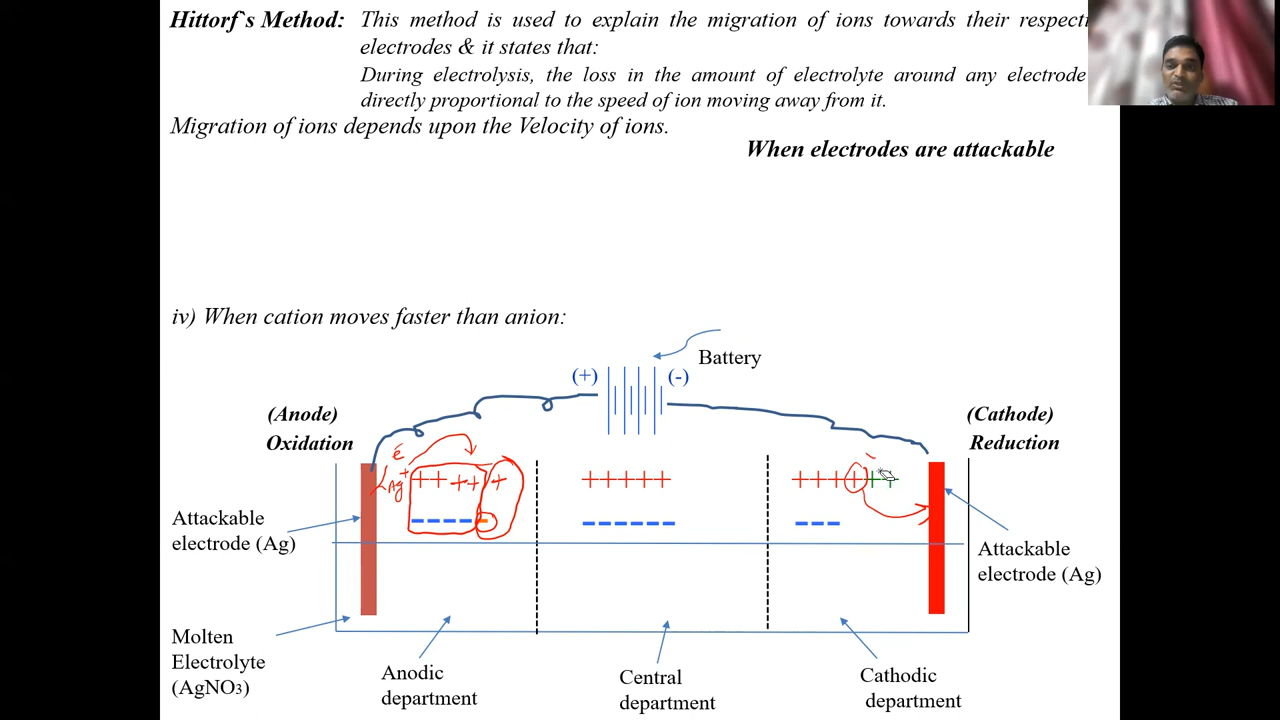 Hittorf`s Method: This method is used to explain the migration of ions towards their respecti
electrodes & it states that:
During electrolysis, the loss in the amount of electrolyte around any electrode
directly proportional to the speed of ion moving away from it.
Migration of ions depends upon the Velocity of ions.
When electrodes are attackable
iv) When cation moves faster than anion:
Battery
(+) (-)
(Anode)
Oxidation
(Cathode)
Reduction
e
Ag+
++ ++ +
+++++
++++++
Attackable
electrode (Ag)
Attackable
electrode (Ag)
Molten
Electrolyte
(AgNO3)
Anodic
department
Central
department
Cathodic
department